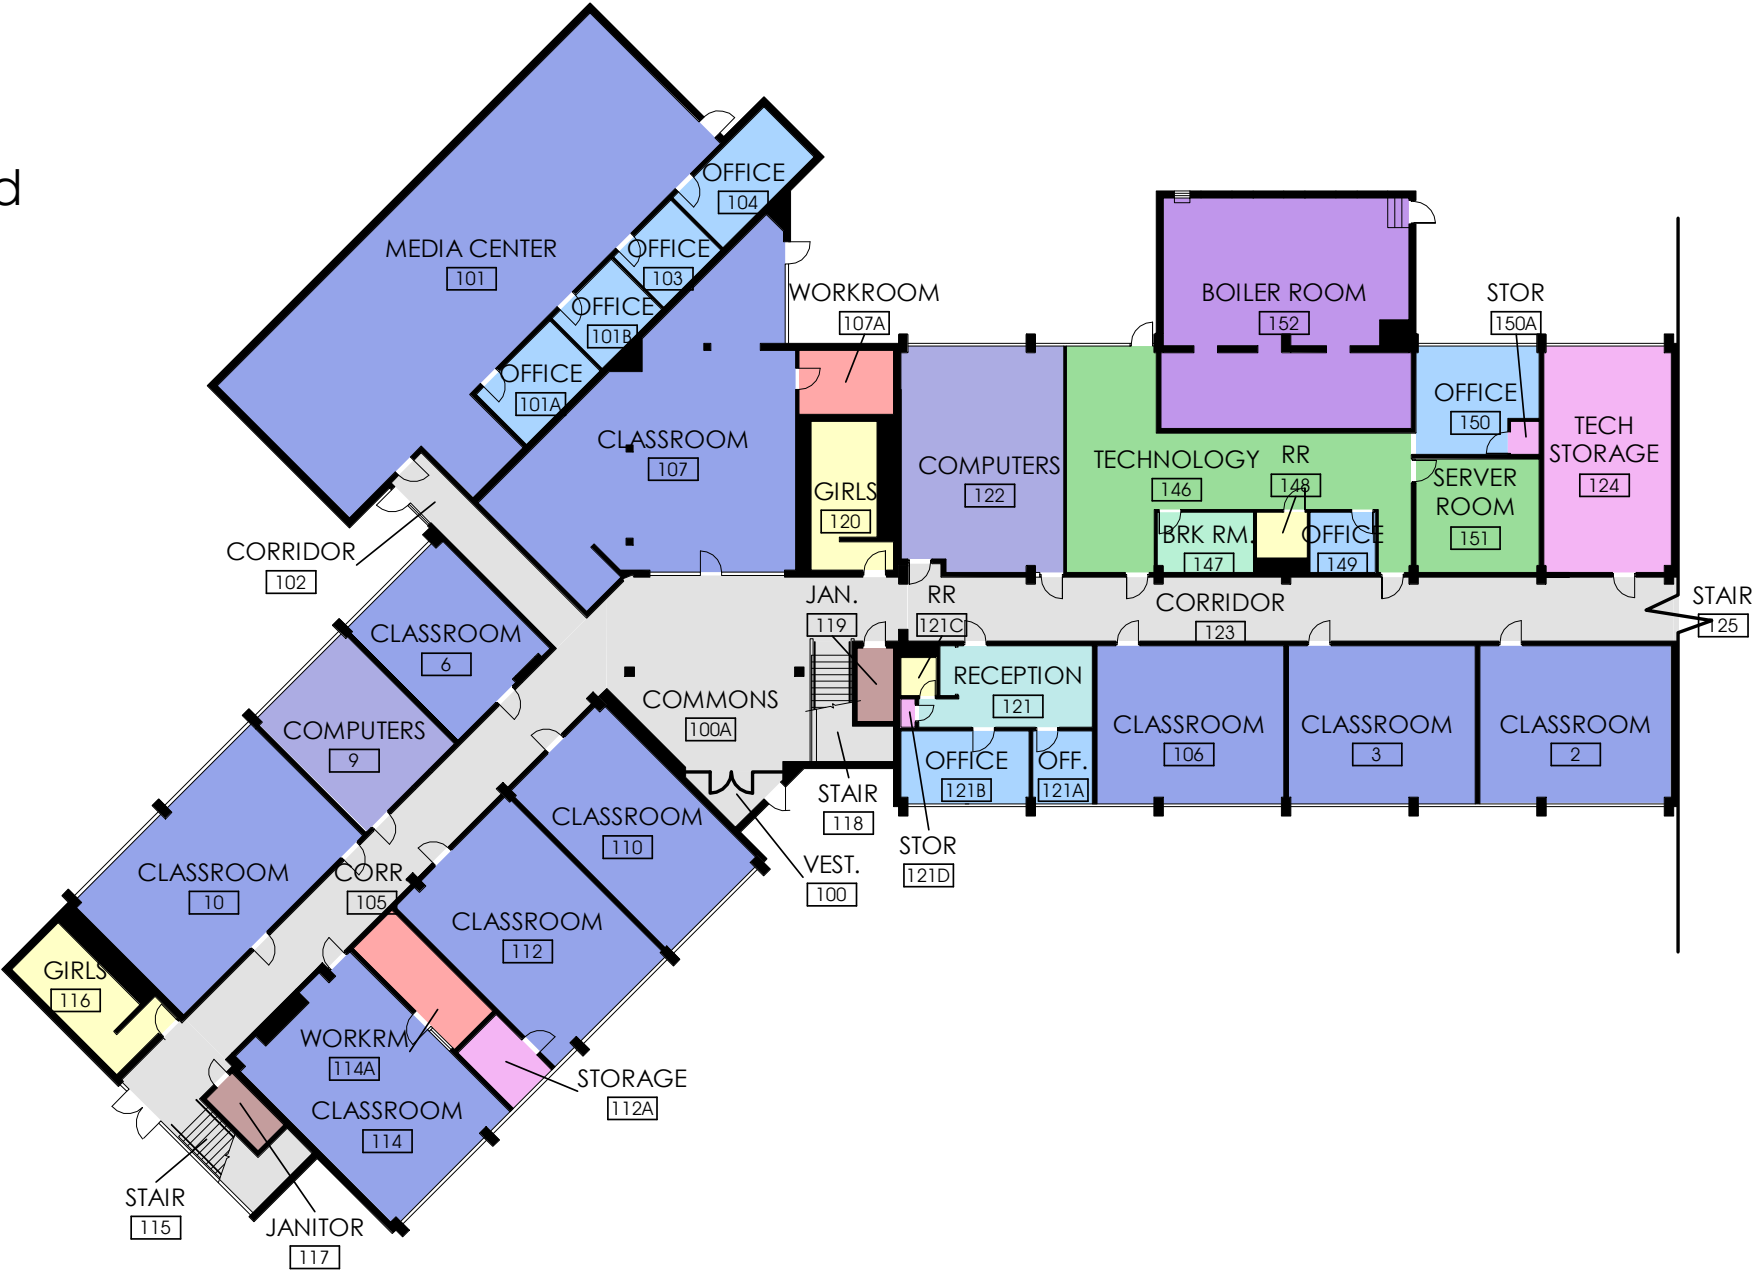 d
OFFICE
104
MEDIA CENTER
101
OFFICE
103
OFFICE
101B
OFFICE
101A
WORKROOM
107A
BOILER ROOM
152
STOR
150A
CLASSROOM
107
GIRLS
120
COMPUTERS
122
TECHNOLOGY
146
RR
148
OFFICE
150
TECH
STORAGE
124
SERVER
ROOM
151
BRK RM.
147
OFFICE
149
CORRIDOR
102
JAN.
119
RR
121C
CORRIDOR
123
STAIR
125
CLASSROOM
6
COMMONS
100A
RECEPTION
121
COMPUTERS
9
CLASSROOM
106
CLASSROOM
3
CLASSROOM
2
OFFICE
121B
OFF.
121A
STAIR
118
CLASSROOM
110
STOR
121D
VEST.
100
CLASSROOM
10
CORR.
105
CLASSROOM
112
GIRLS
116
WORKRM.
114A
STORAGE
112A
CLASSROOM
114
STAIR
115
JANITOR
117